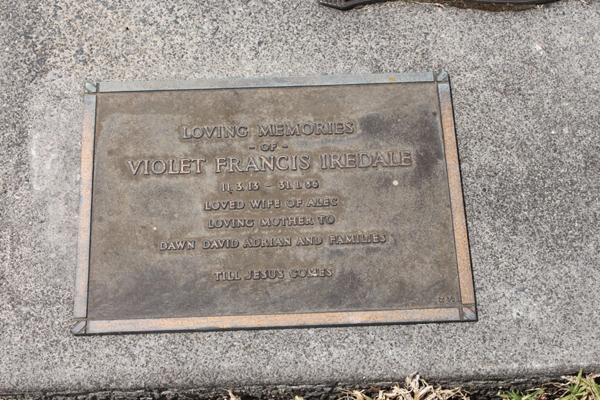 LOVING MEMORIES
- OF -
VIOLET FRANCIS IREDALE
11.3.13 - 31.1.86
LOVED WIFE OF ALEC
LOVING MOTHER TO
DAWN DAVID ADRIAN AND FAMILIES
TILL JESUS COMES